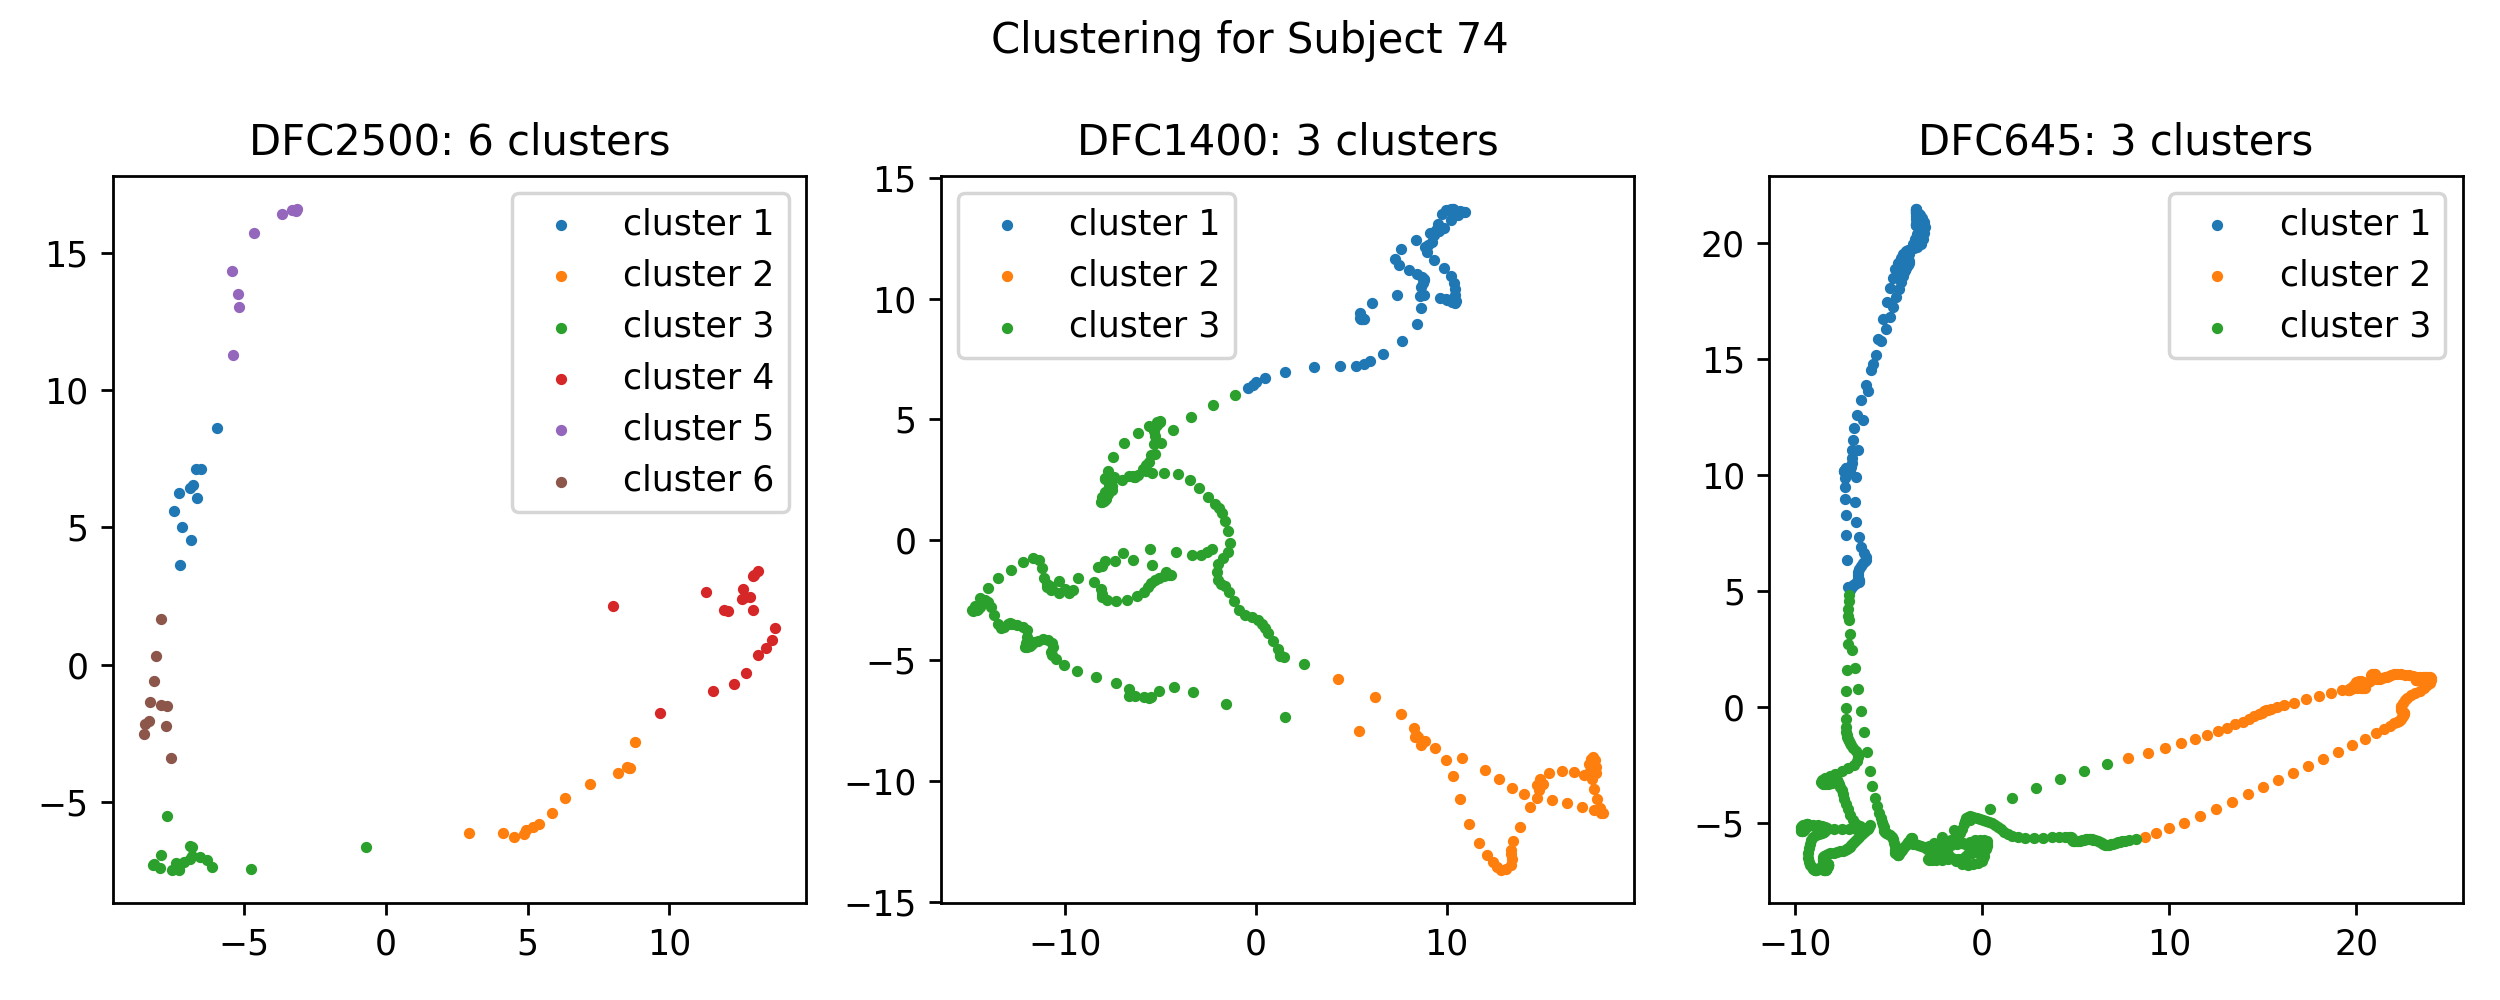 Clustering for Subject 74
DFC2500: 6 clusters
cluster 1
cluster 2
cluster 3
cluster 4
cluster 5
cluster 6
15
10
5
0
−5
−5
0
5
10
DFC1400: 3 clusters
cluster 1
cluster 2
cluster 3
15
10
5
0
−5
−10
−15
−10
0
10
DFC645: 3 clusters
cluster 1
cluster 2
cluster 3
20
15
10
5
0
−5
−10
0
10
20